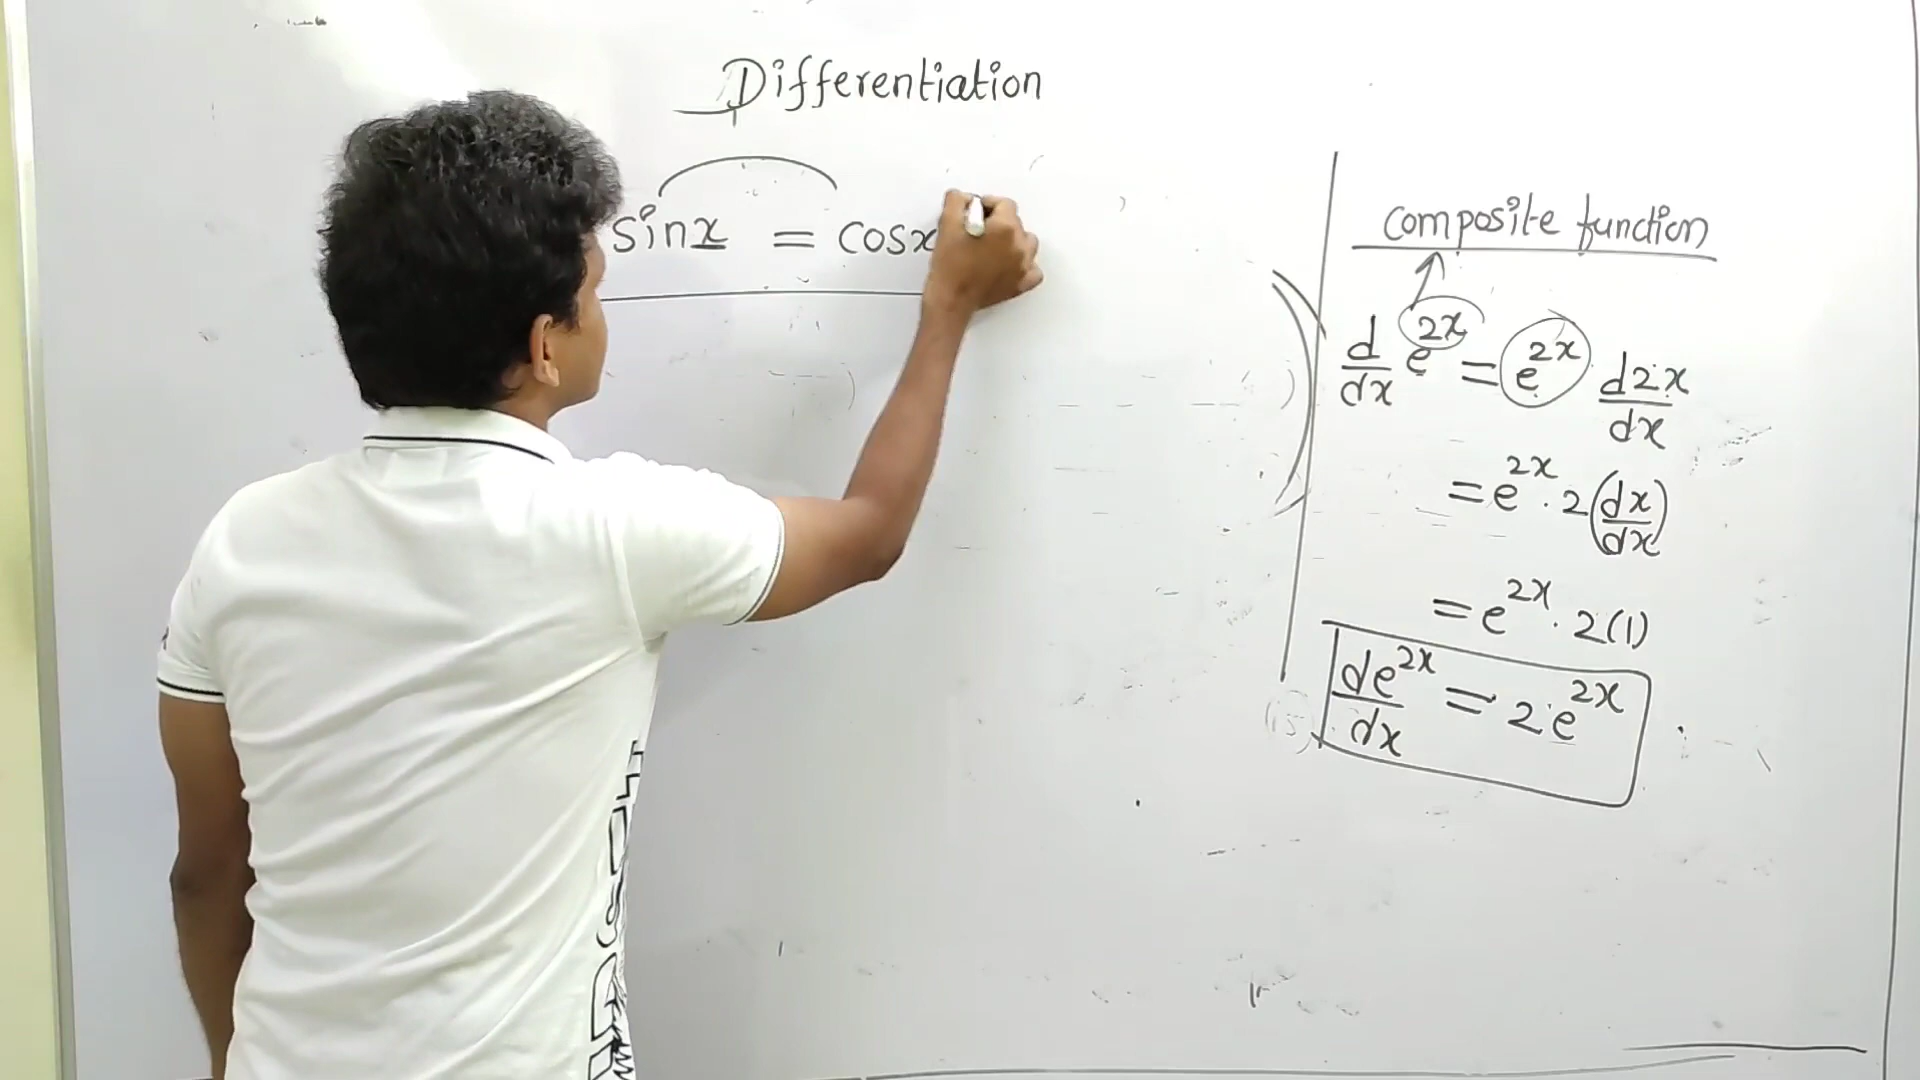 Differentiation
sinx = cosx
composite function
d/dx e^2x = e^2x d2x/dx
= e^2x . 2(dx/dx)
= e^2x . 2(1)
de^2x/dx = 2e^2x